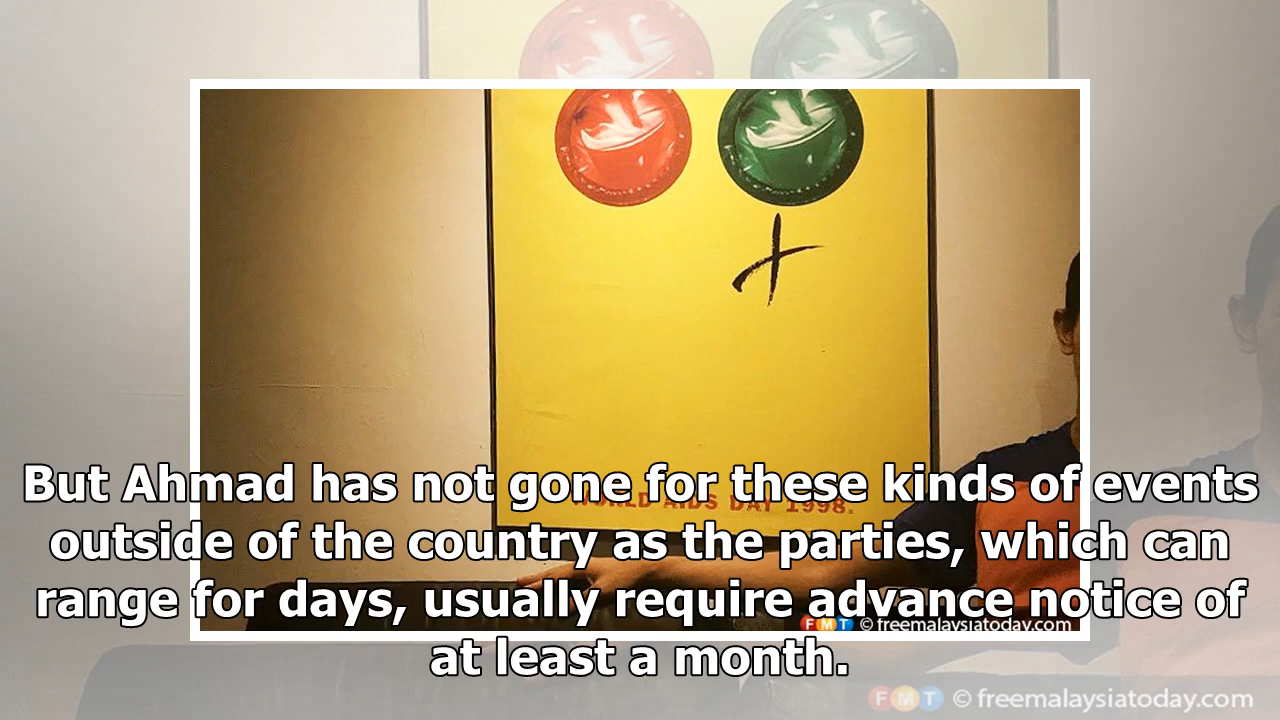 WORLD AIDS DAY 1998.
But Ahmad has not gone for these kinds of events
outside of the country as the parties, which can
range for days, usually require advance notice of
at least a month.
FMT © freemalaysiatoday.com
FMT © freemalaysiatoday.com